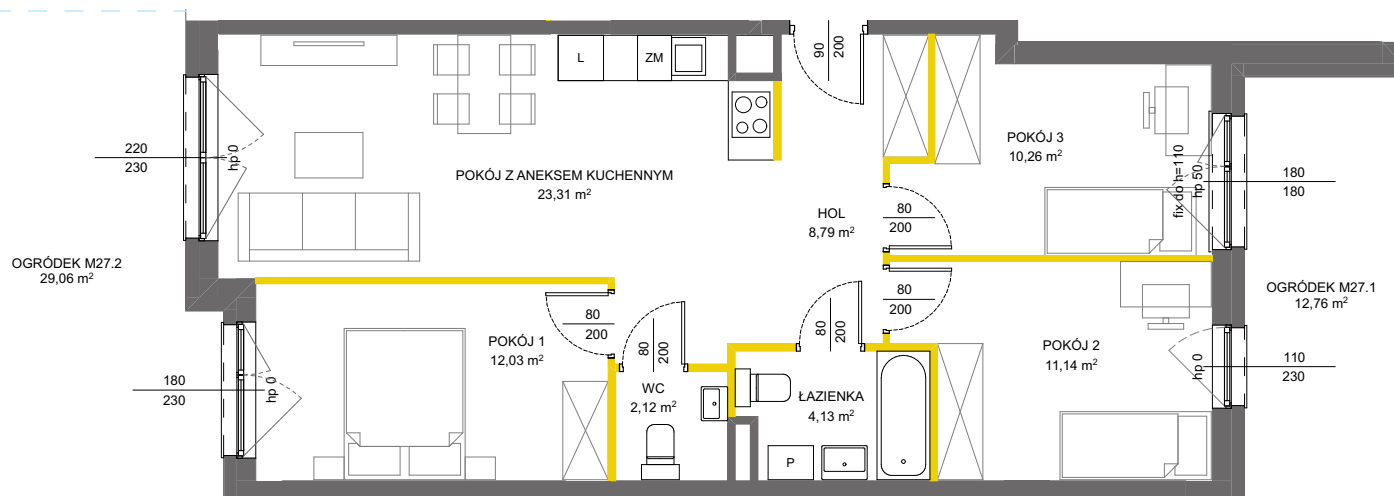 90
200
L
ZM
220
230
hp 0
POKÓJ Z ANEKSEM KUCHENNYM
23,31 m²
POKÓJ 3
10,26 m²
fix do h=110
hp 50
180
180
HOL
8,79 m²
80
200
OGRÓDEK M27.2
29,06 m²
80
200
OGRÓDEK M27.1
12,76 m²
80
200
POKÓJ 1
12,03 m²
80
200
80
200
POKÓJ 2
11,14 m²
hp 0
110
230
180
230
hp 0
WC
2,12 m²
ŁAZIENKA
4,13 m²
P